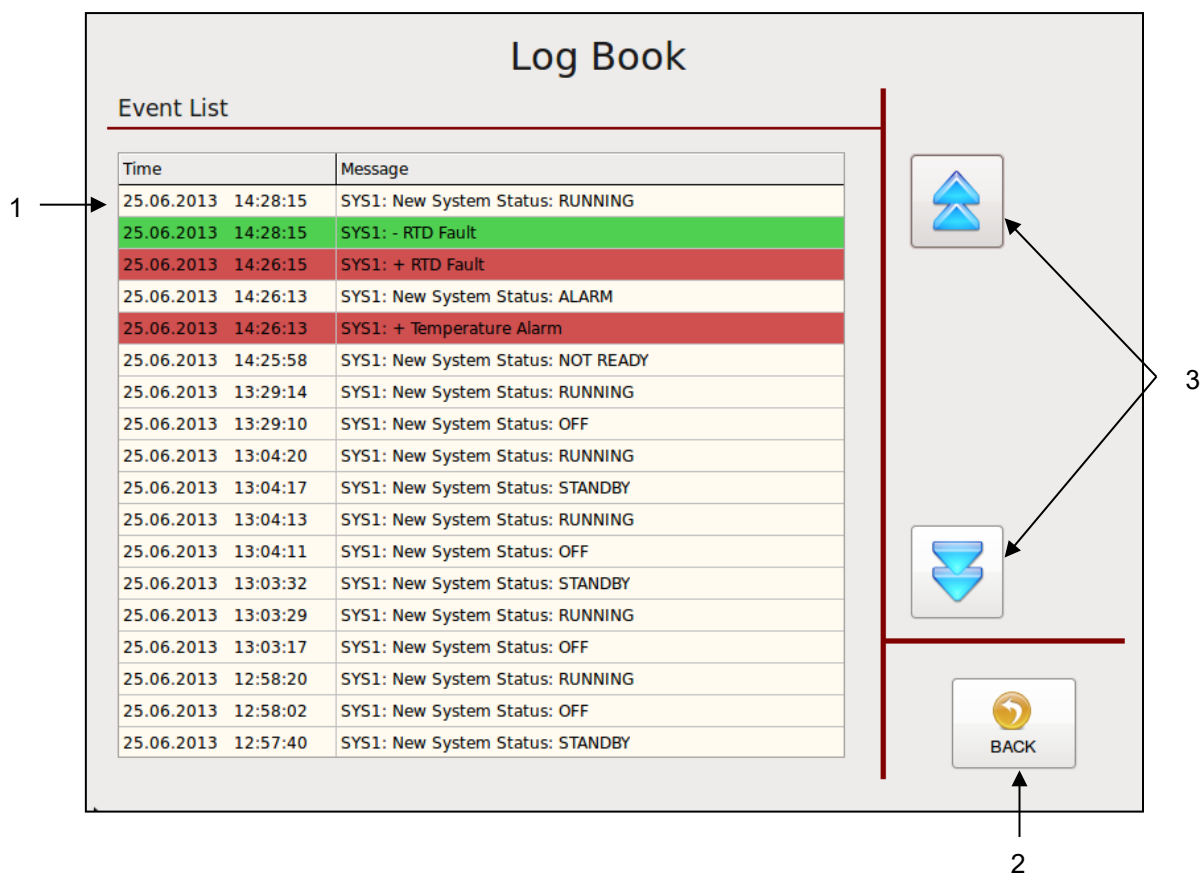 Log Book
Event List
Time Message
1
25.06.2013 14:28:15 SYS1: New System Status: RUNNING
25.06.2013 14:28:15 SYS1: - RTD Fault
25.06.2013 14:26:15 SYS1: + RTD Fault
25.06.2013 14:26:13 SYS1: New System Status: ALARM
25.06.2013 14:26:13 SYS1: + Temperature Alarm
25.06.2013 14:25:58 SYS1: New System Status: NOT READY
3
25.06.2013 13:29:14 SYS1: New System Status: RUNNING
25.06.2013 13:29:10 SYS1: New System Status: OFF
25.06.2013 13:04:20 SYS1: New System Status: RUNNING
25.06.2013 13:04:17 SYS1: New System Status: STANDBY
25.06.2013 13:04:13 SYS1: New System Status: RUNNING
25.06.2013 13:04:11 SYS1: New System Status: OFF
25.06.2013 13:03:32 SYS1: New System Status: STANDBY
25.06.2013 13:03:29 SYS1: New System Status: RUNNING
25.06.2013 13:03:17 SYS1: New System Status: OFF
25.06.2013 12:58:20 SYS1: New System Status: RUNNING
25.06.2013 12:58:02 SYS1: New System Status: OFF
25.06.2013 12:57:40 SYS1: New System Status: STANDBY
BACK
2